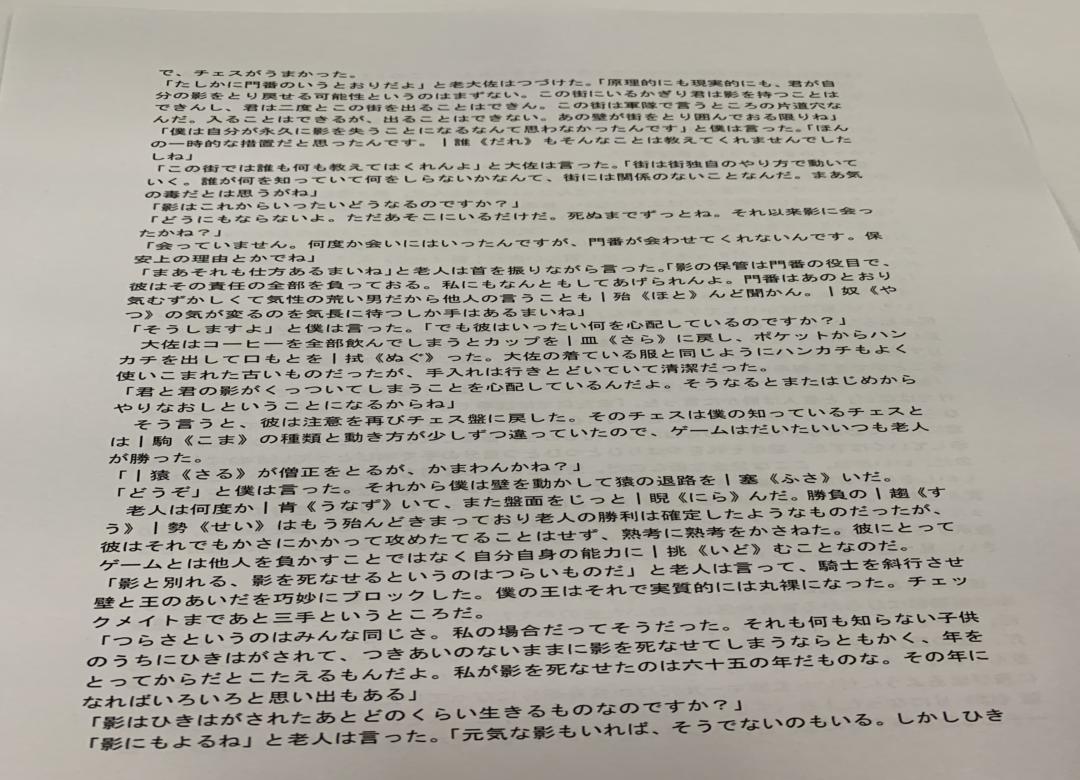 で、チェスがうまかった。
「たしかに門番のいうとおりだよ」と老大佐はつづけた。「原理的にも現実的にも、君が自
分の影をとり戻せる可能性というのはまずない。この街にいるかぎり君は影を持つことは
できんし、君は二度とこの街を出ることはできん。この街は軍隊で言うところの片道穴な
んだ。入ることはできるが、出ることはできない。あの壁が街をとり囲んでおる限りね」
「僕は自分が永久に影を失うことになるなんて思わなかったんです」と僕は言った。「ほん
の一時的な措置だと思ったんです。|誰《だれ》もそんなことは教えてくれませんでした
しね」
「この街では誰も何も教えてはくれんよ」と大佐は言った。「街は街独自のやり方で動いて
いく。誰が何を知っていて何をしらないかなんて、街には関係のないことなんだ。まあ気
の毒だとは思うがね」
「影はこれからいったいどうなるのですか?」
「どうにもならないよ。ただあそこにいるだけだ。死ぬまでずっとね。それ以来影に会っ
たかね?」
「会っていません。何度か会いにはいったんですが、門番が会わせてくれないんです。保
安上の理由とかでね」
「まあそれも仕方あるまいね」と老人は首を振りながら言った。「影の保管は門番の役目で、
彼はその責任の全部を負っておる。私にもなんともしてあげられんよ。門番はあのとおり
気むずかしくて気性の荒い男だから他人の言うことも|殆《ほと》んど聞かん。|奴《や
つ》の気が変るのを気長に待つしか手はあるまいね」
「そうしますよ」と僕は言った。「でも彼はいったい何を心配しているのですか?」
大佐はコーヒーを全部飲んでしまうとカップを|皿《さら》に戻し、ポケットからハン
カチを出して口もとを|拭《ぬぐ》った。大佐の着ている服と同じようにハンカチもよく
使いこまれた古いものだったが、手入れは行きとどいていて清潔だった。
「君と君の影がくっついてしまうことを心配しているんだよ。そうなるとまたはじめから
やりなおしということになるからね」
そう言うと、彼は注意を再びチェス盤に戻した。そのチェスは僕の知っているチェスと
は|駒《こま》の種類と動き方が少しずつ違っていたので、ゲームはだいたいいつも老人
が勝った。
「|猿《さる》が僧正をとるが、かまわんかね?」
「どうぞ」と僕は言った。それから僕は壁を動かして猿の退路を|塞《ふさ》いだ。
老人は何度か|肯《うなず》いて、また盤面をじっと|睨《にら》んだ。勝負の|趨《す
う》|勢《せい》はもう殆んどきまっており老人の勝利は確定したようなものだったが、
彼はそれでもかさにかかって攻めたてることはせず、熟考に熟考をかさねた。彼にとって
ゲームとは他人を負かすことではなく自分自身の能力に|挑《いど》むことなのだ。
「影と別れる、影を死なせるというのはつらいものだ」と老人は言って、騎士を斜行させ
壁と王のあいだを巧妙にブロックした。僕の王はそれで実質的には丸裸になった。チェッ
クメイトまであと三手というところだ。
「つらさというのはみんな同じさ。私の場合だってそうだった。それも何も知らない子供
のうちにひきはがされて、つきあいのないままに影を死なせてしまうならともかく、年を
とってからだとこたえるもんだよ。私が影を死なせたのは六十五の年だものな。その年に
なればいろいろと思い出もある」
「影はひきはがされたあとどのくらい生きるものなのですか?」
「影にもよるね」と老人は言った。「元気な影もいれば、そうでないのもいる。しかしひき